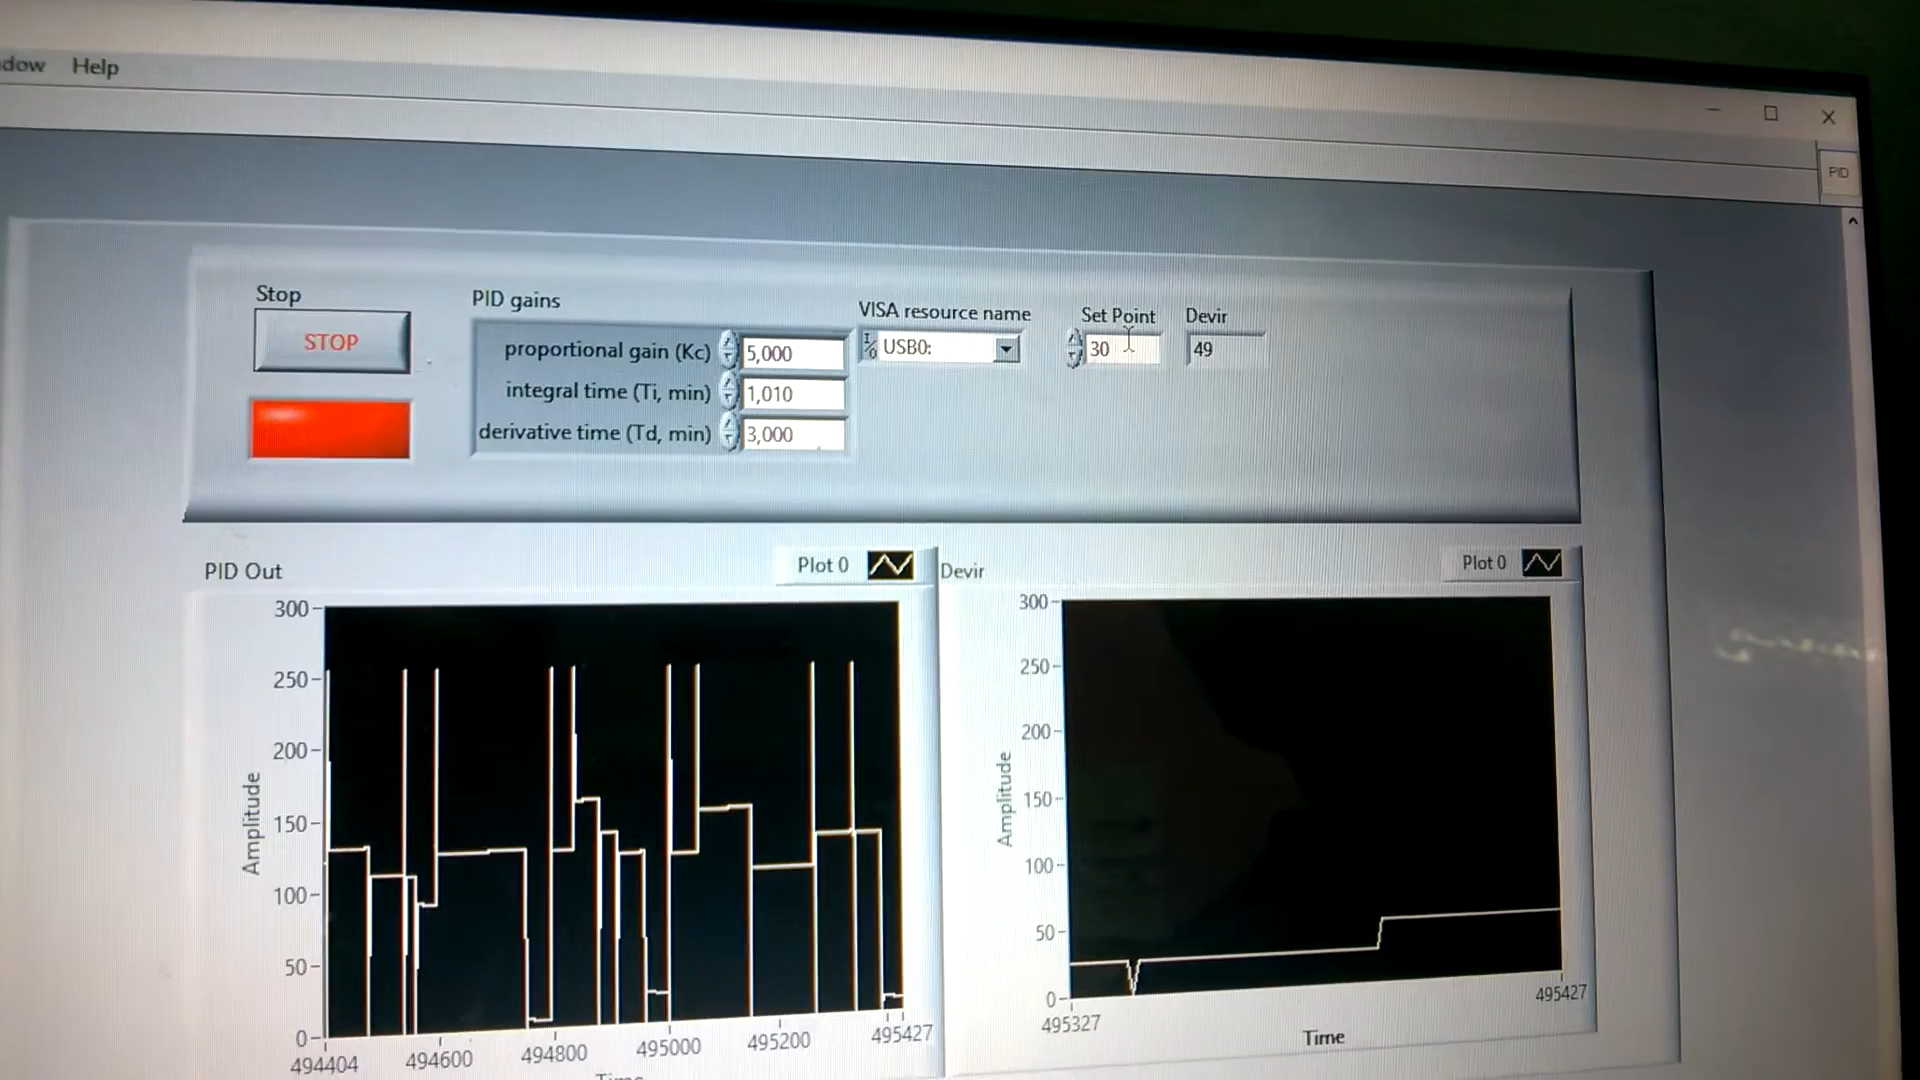 dow Help
PID
Stop
STOP
PID gains
proportional gain (Kc) 5,000
integral time (Ti, min) 1,010
derivative time (Td, min) 3,000
VISA resource name
I/O USB0:
Set Point
30
Devir
49
PID Out
Plot 0
Amplitude
300
250
200
150
100
50
0
494404 494600 494800 495000 495200 495427
Devir
Plot 0
Amplitude
300
250
200
150
100
50
0
495327 495427
Time